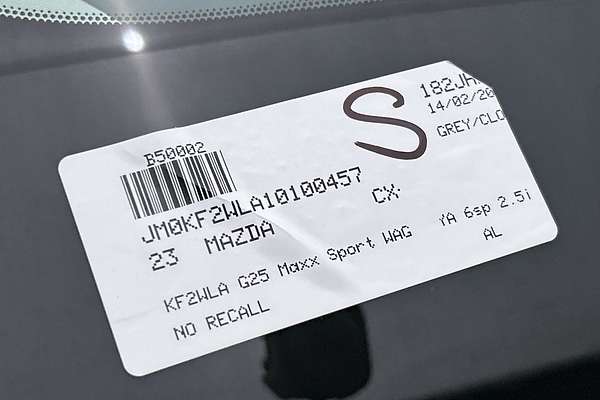 B50002
S
JM0KF2WLA10100457
23 MAZDA
CX-
14/02/20
GREY/CLO
KF2WLA G25 Maxx Sport WAG YA 6sp 2.5i
AL
NO RECALL